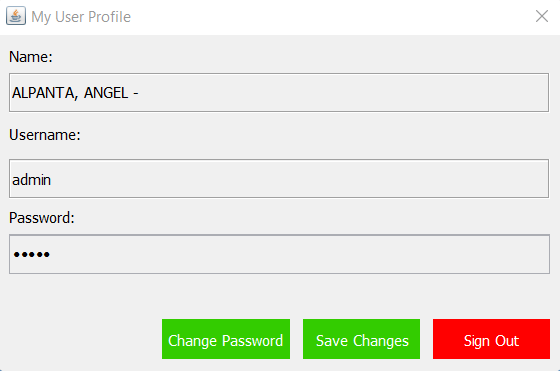 My User Profile
Name:
ALPANTA, ANGEL -
Username:
admin
Password:
•••••
Change Password Save Changes Sign Out